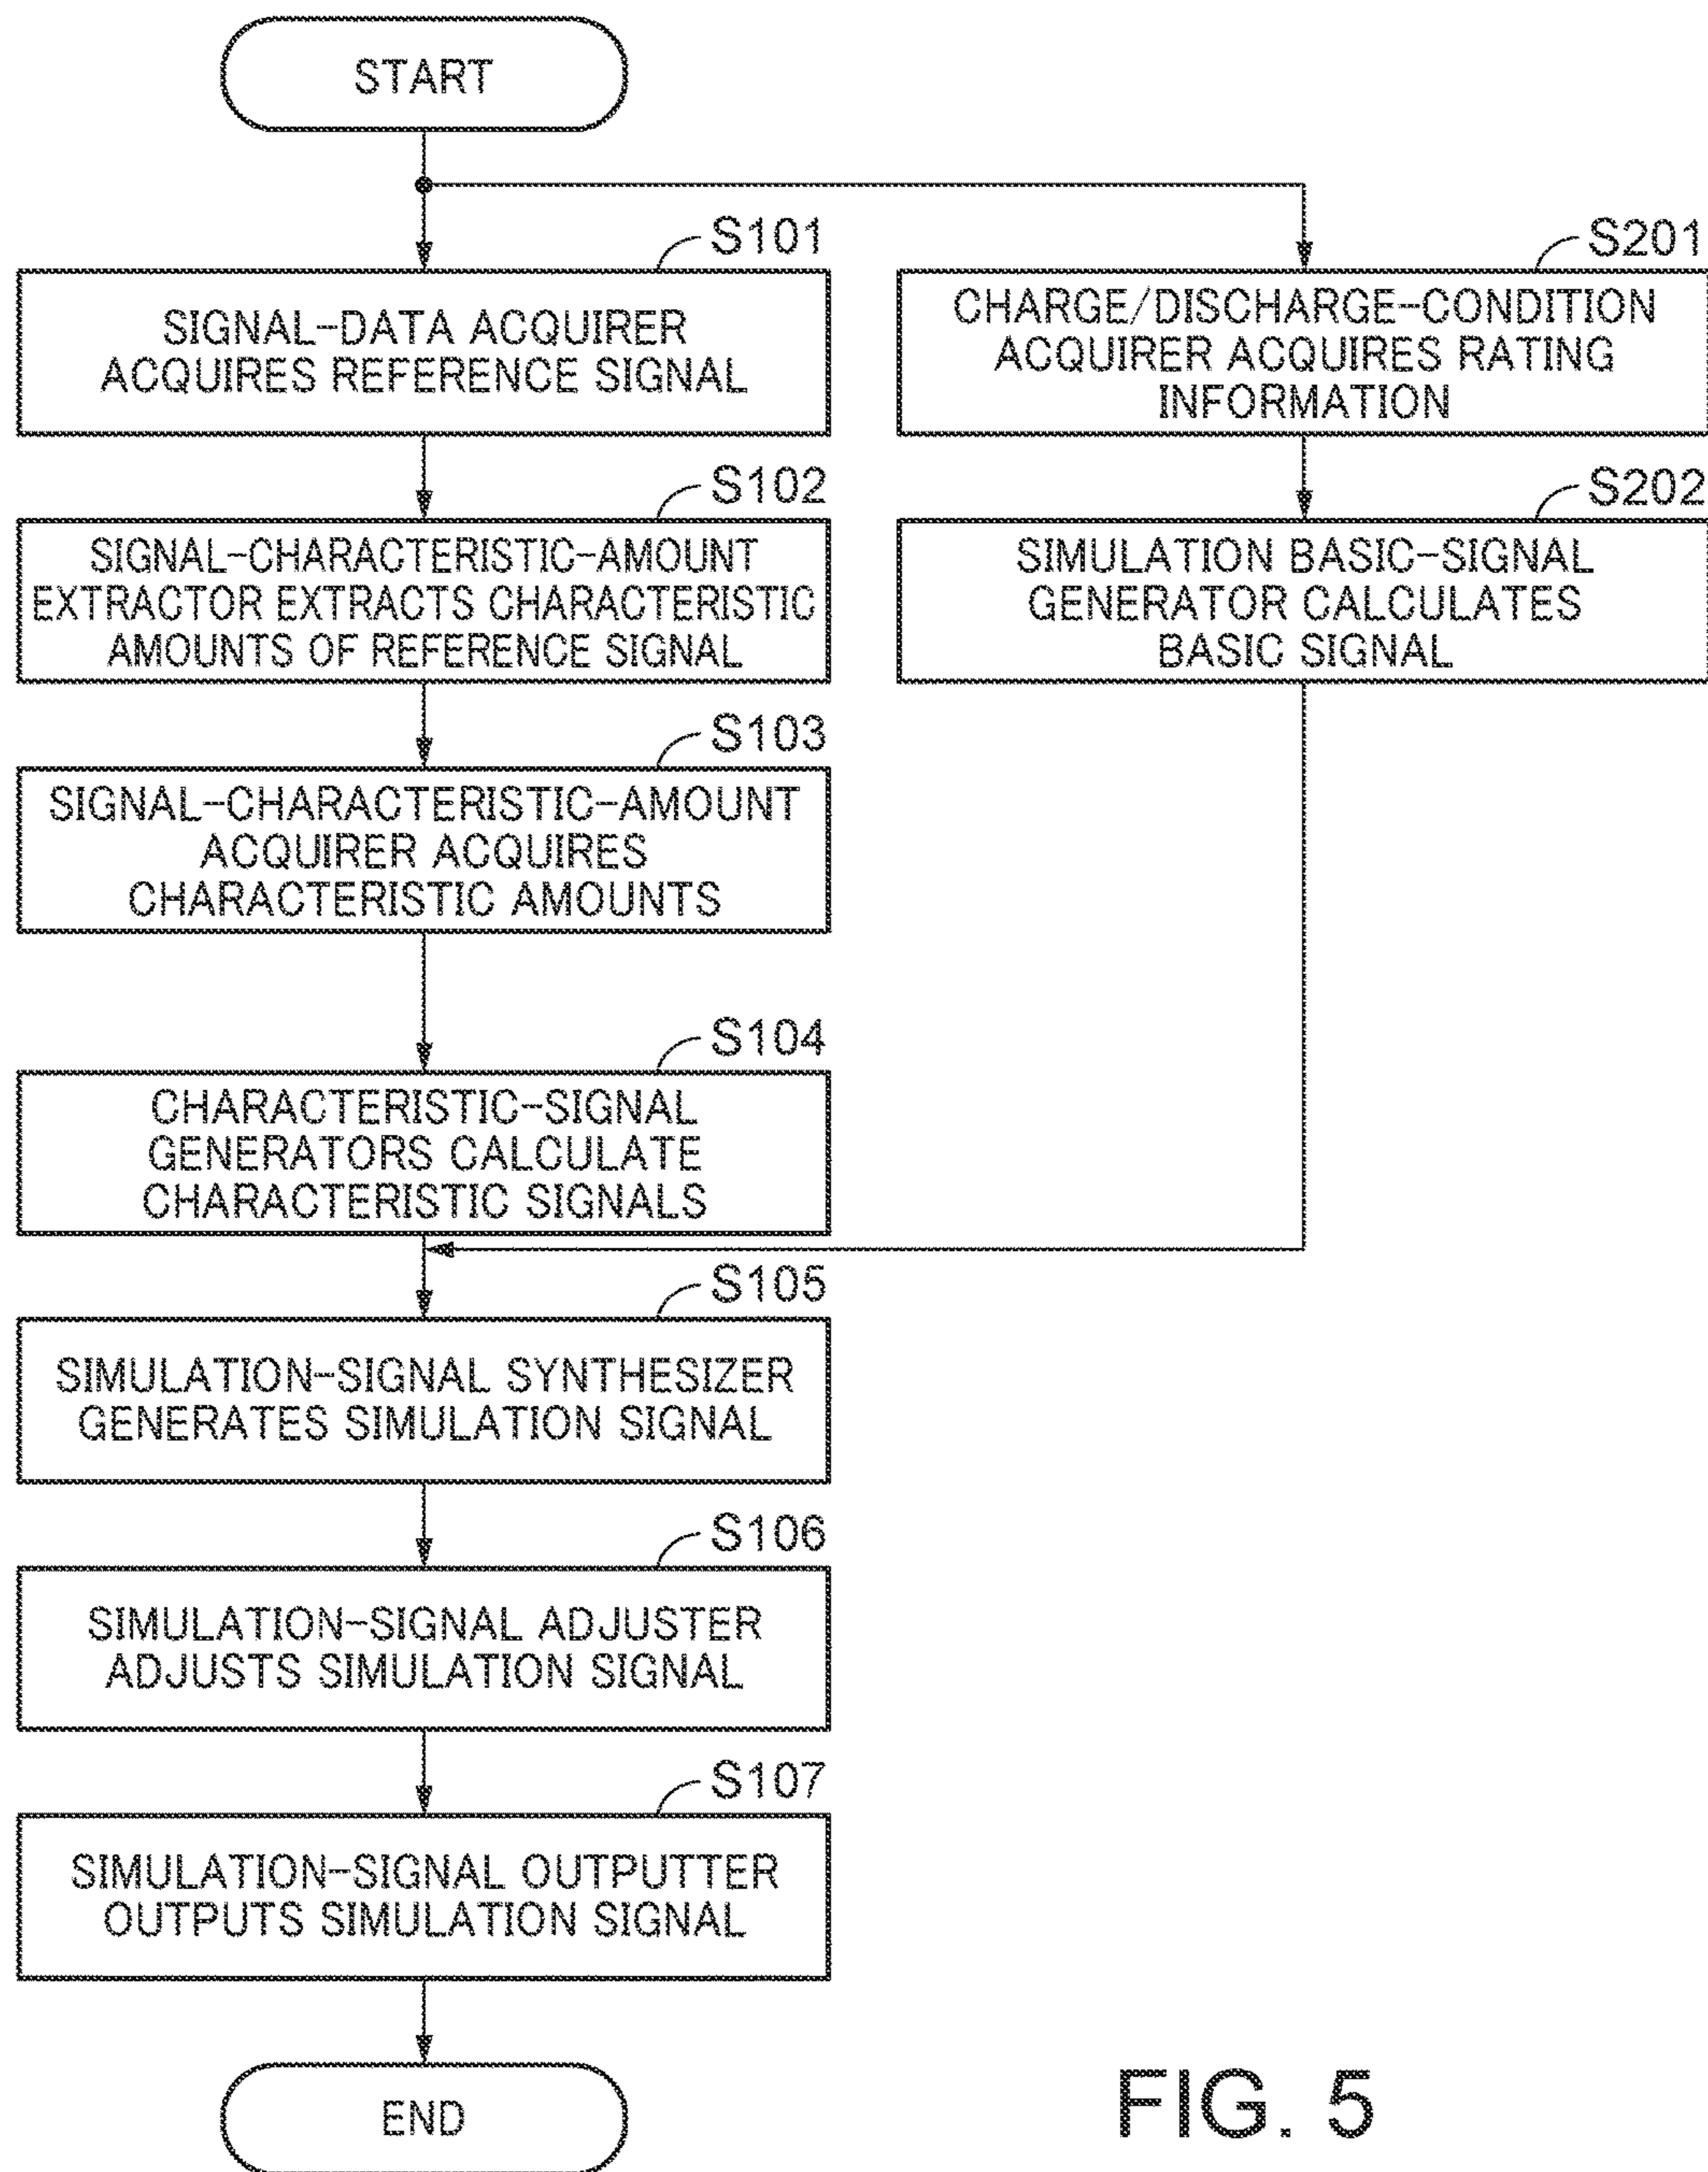 START
S101
SIGNAL-DATA ACQUIRER
ACQUIRES REFERENCE SIGNAL
S102
SIGNAL-CHARACTERISTIC-AMOUNT
EXTRACTOR EXTRACTS CHARACTERISTIC
AMOUNTS OF REFERENCE SIGNAL
S103
SIGNAL-CHARACTERISTIC-AMOUNT
ACQUIRER ACQUIRES
CHARACTERISTIC AMOUNTS
S104
CHARACTERISTIC-SIGNAL
GENERATORS CALCULATE
CHARACTERISTIC SIGNALS
S201
CHARGE/DISCHARGE-CONDITION
ACQUIRER ACQUIRES RATING
INFORMATION
S202
SIMULATION BASIC-SIGNAL
GENERATOR CALCULATES
BASIC SIGNAL
S105
SIMULATION-SIGNAL SYNTHESIZER
GENERATES SIMULATION SIGNAL
S106
SIMULATION-SIGNAL ADJUSTER
ADJUSTS SIMULATION SIGNAL
S107
SIMULATION-SIGNAL OUTPUTTER
OUTPUTS SIMULATION SIGNAL
END
FIG. 5